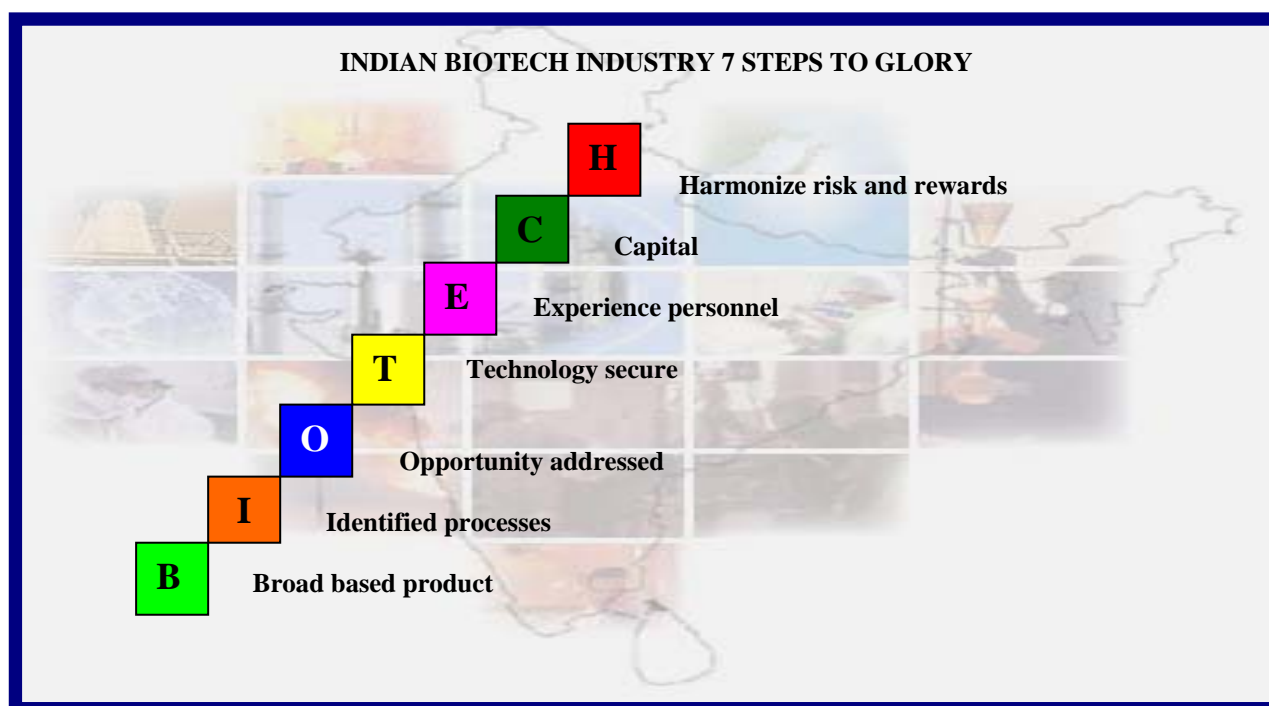 INDIAN BIOTECH INDUSTRY 7 STEPS TO GLORY
H
Harmonize risk and rewards
C
Capital
E
Experience personnel
T
Technology secure
O
Opportunity addressed
I
Identified processes
B
Broad based product